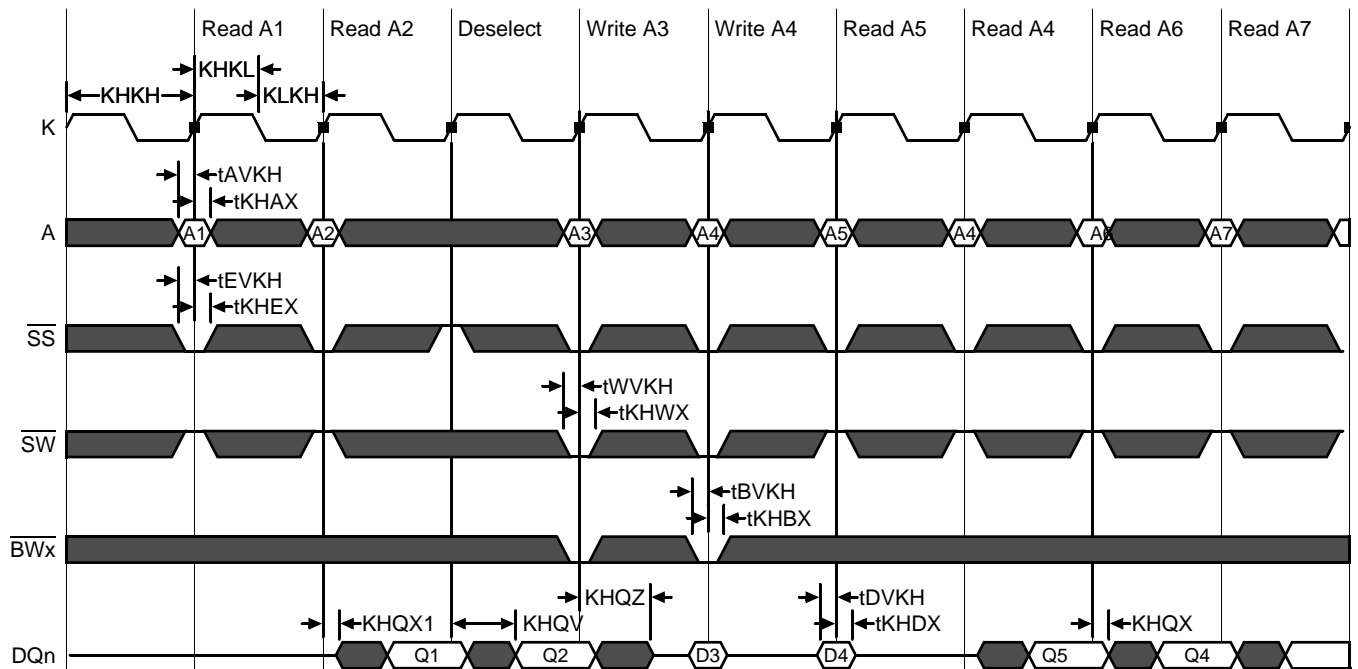 Read A1 Read A2 Deselect Write A3 Write A4 Read A5 Read A4 Read A6 Read A7
KHKL
KHKH KLKH
K
tAVKH
tKHAX
A A1 A2 A3 A4 A5 A4 A6 A7
tEVKH
tKHEX
SS
tWVKH
tKHWX
SW
tBVKH
tKHBX
BWx
KHQZ tDVKH
KHQX1 KHQV tKHDX KHQX
DQn Q1 Q2 D3 D4 Q5 Q4